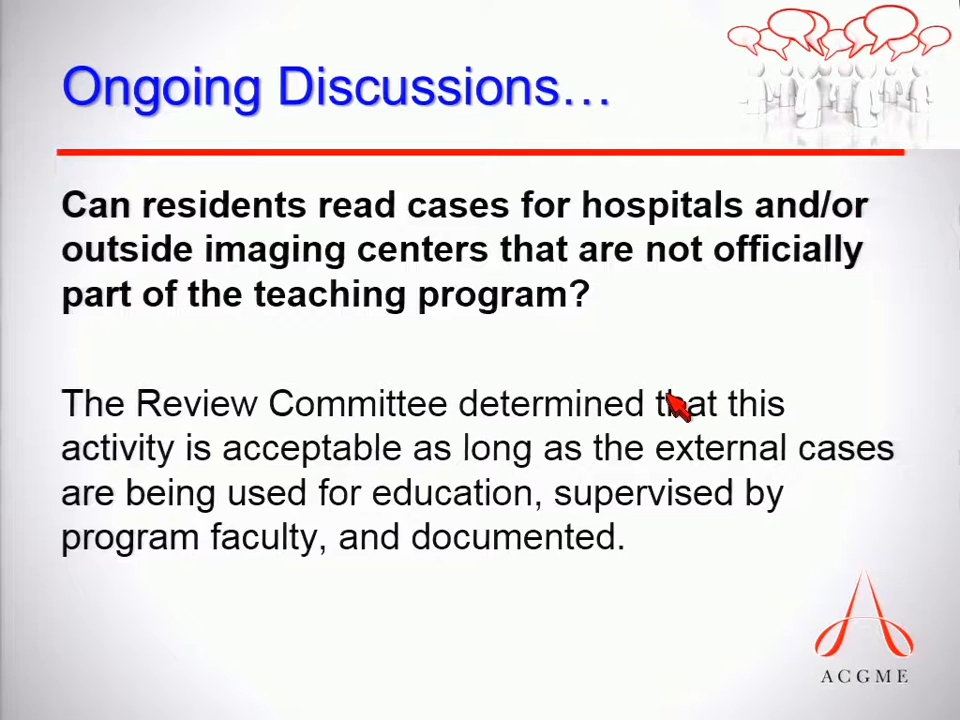 Ongoing Discussions…
Can residents read cases for hospitals and/or
outside imaging centers that are not officially
part of the teaching program?
The Review Committee determined that this
activity is acceptable as long as the external cases
are being used for education, supervised by
program faculty, and documented.
ACGME